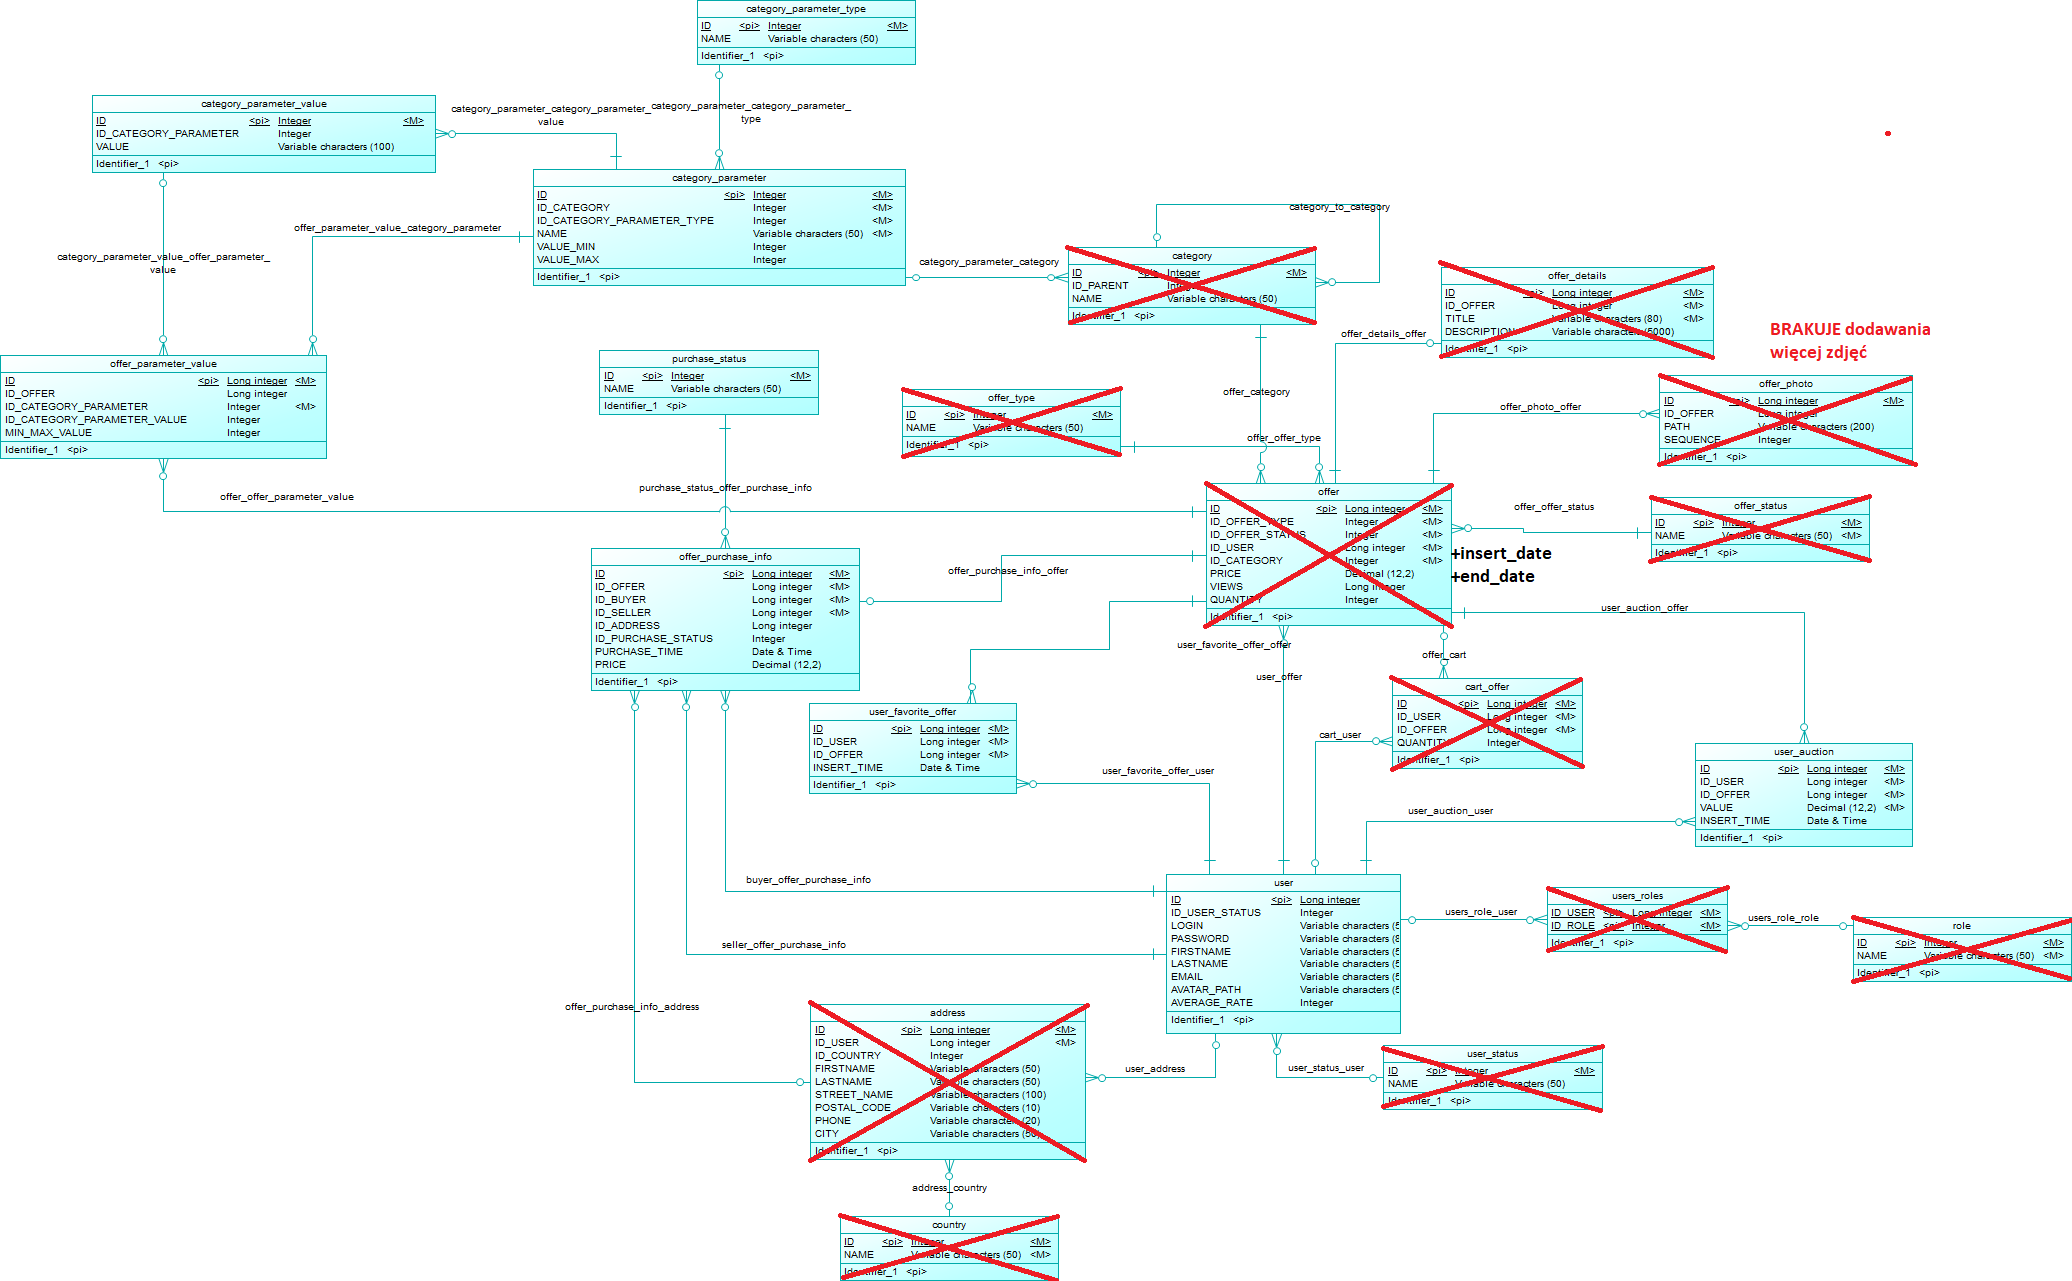 category_parameter_type
ID <pi> Integer <M>
NAME Variable characters (50)
Identifier_1 <pi>
category_parameter_value
ID <pi> Integer <M>
ID_CATEGORY_PARAMETER Integer
VALUE Variable characters (100)
Identifier_1 <pi>
category_parameter_category_parameter_
value
category_parameter_category_parameter_
type
category_parameter
ID <pi> Integer <M>
ID_CATEGORY Integer <M>
ID_CATEGORY_PARAMETER_TYPE Integer <M>
NAME Variable characters (50) <M>
VALUE_MIN Integer
VALUE_MAX Integer
Identifier_1 <pi>
offer_parameter_value_category_parameter
category_parameter_value_offer_parameter_
value
category_to_category
category_parameter_category
category
ID <pi> Integer <M>
ID_PARENT Integer
NAME Variable characters (50)
Identifier_1 <pi>
offer_details
ID <pi> Long integer <M>
ID_OFFER Long integer <M>
TITLE Variable characters (80) <M>
DESCRIPTION Variable characters (5000)
Identifier_1 <pi>
offer_details_offer
BRAKUJE dodawania
więcej zdjęć
offer_photo
ID <pi> Long integer <M>
ID_OFFER Long integer
PATH Variable characters (200)
SEQUENCE Integer
Identifier_1 <pi>
offer_photo_offer
offer_parameter_value
ID <pi> Long integer <M>
ID_OFFER Long integer
ID_CATEGORY_PARAMETER Integer <M>
ID_CATEGORY_PARAMETER_VALUE Integer
MIN_MAX_VALUE Integer
Identifier_1 <pi>
purchase_status
ID <pi> Integer <M>
NAME Variable characters (50)
Identifier_1 <pi>
offer_type
ID <pi> Integer <M>
NAME Variable characters (50)
Identifier_1 <pi>
offer_category
offer_offer_type
offer_offer_parameter_value
purchase_status_offer_purchase_info
offer
ID <pi> Long integer <M>
ID_OFFER_TYPE Integer <M>
ID_OFFER_STATUS Integer <M>
ID_USER Long integer <M>
ID_CATEGORY Integer <M>
PRICE Decimal (12,2)
VIEWS Long integer
QUANTITY Integer
Identifier_1 <pi>
+insert_date
+end_date
offer_offer_status
offer_status
ID <pi> Integer <M>
NAME Variable characters (50) <M>
Identifier_1 <pi>
offer_purchase_info
ID <pi> Long integer <M>
ID_OFFER Long integer <M>
ID_BUYER Long integer <M>
ID_SELLER Long integer <M>
ID_ADDRESS Long integer
ID_PURCHASE_STATUS Integer
PURCHASE_TIME Date & Time
PRICE Decimal (12,2)
Identifier_1 <pi>
offer_purchase_info_offer
user_auction_offer
user_favorite_offer_offer
offer_cart
user_offer
cart_offer
ID <pi> Long integer <M>
ID_USER Long integer <M>
ID_OFFER Long integer <M>
QUANTITY Integer
Identifier_1 <pi>
cart_user
user_favorite_offer
ID <pi> Long integer <M>
ID_USER Long integer <M>
ID_OFFER Long integer <M>
INSERT_TIME Date & Time
Identifier_1 <pi>
user_favorite_offer_user
user_auction
ID <pi> Long integer <M>
ID_USER Long integer <M>
ID_OFFER Long integer <M>
VALUE Decimal (12,2) <M>
INSERT_TIME Date & Time
Identifier_1 <pi>
user_auction_user
buyer_offer_purchase_info
seller_offer_purchase_info
user
ID <pi> Long integer
ID_USER_STATUS Integer
LOGIN Variable characters (5
PASSWORD Variable characters (8
FIRSTNAME Variable characters (5
LASTNAME Variable characters (5
EMAIL Variable characters (5
AVATAR_PATH Variable characters (5
AVERAGE_RATE Integer
Identifier_1 <pi>
users_role_user
users_roles
ID_USER <pi> Long integer <M>
ID_ROLE <pi> Integer <M>
Identifier_1 <pi>
users_role_role
role
ID <pi> Integer <M>
NAME Variable characters (50) <M>
Identifier_1 <pi>
offer_purchase_info_address
address
ID <pi> Long integer <M>
ID_USER Long integer <M>
ID_COUNTRY Integer
FIRSTNAME Variable characters (50)
LASTNAME Variable characters (50)
STREET_NAME Variable characters (100)
POSTAL_CODE Variable characters (10)
PHONE Variable characters (20)
CITY Variable characters (50)
Identifier_1 <pi>
user_address
user_status_user
user_status
ID <pi> Integer <M>
NAME Variable characters (50)
Identifier_1 <pi>
address_country
country
ID <pi> Integer <M>
NAME Variable characters (50) <M>
Identifier_1 <pi>